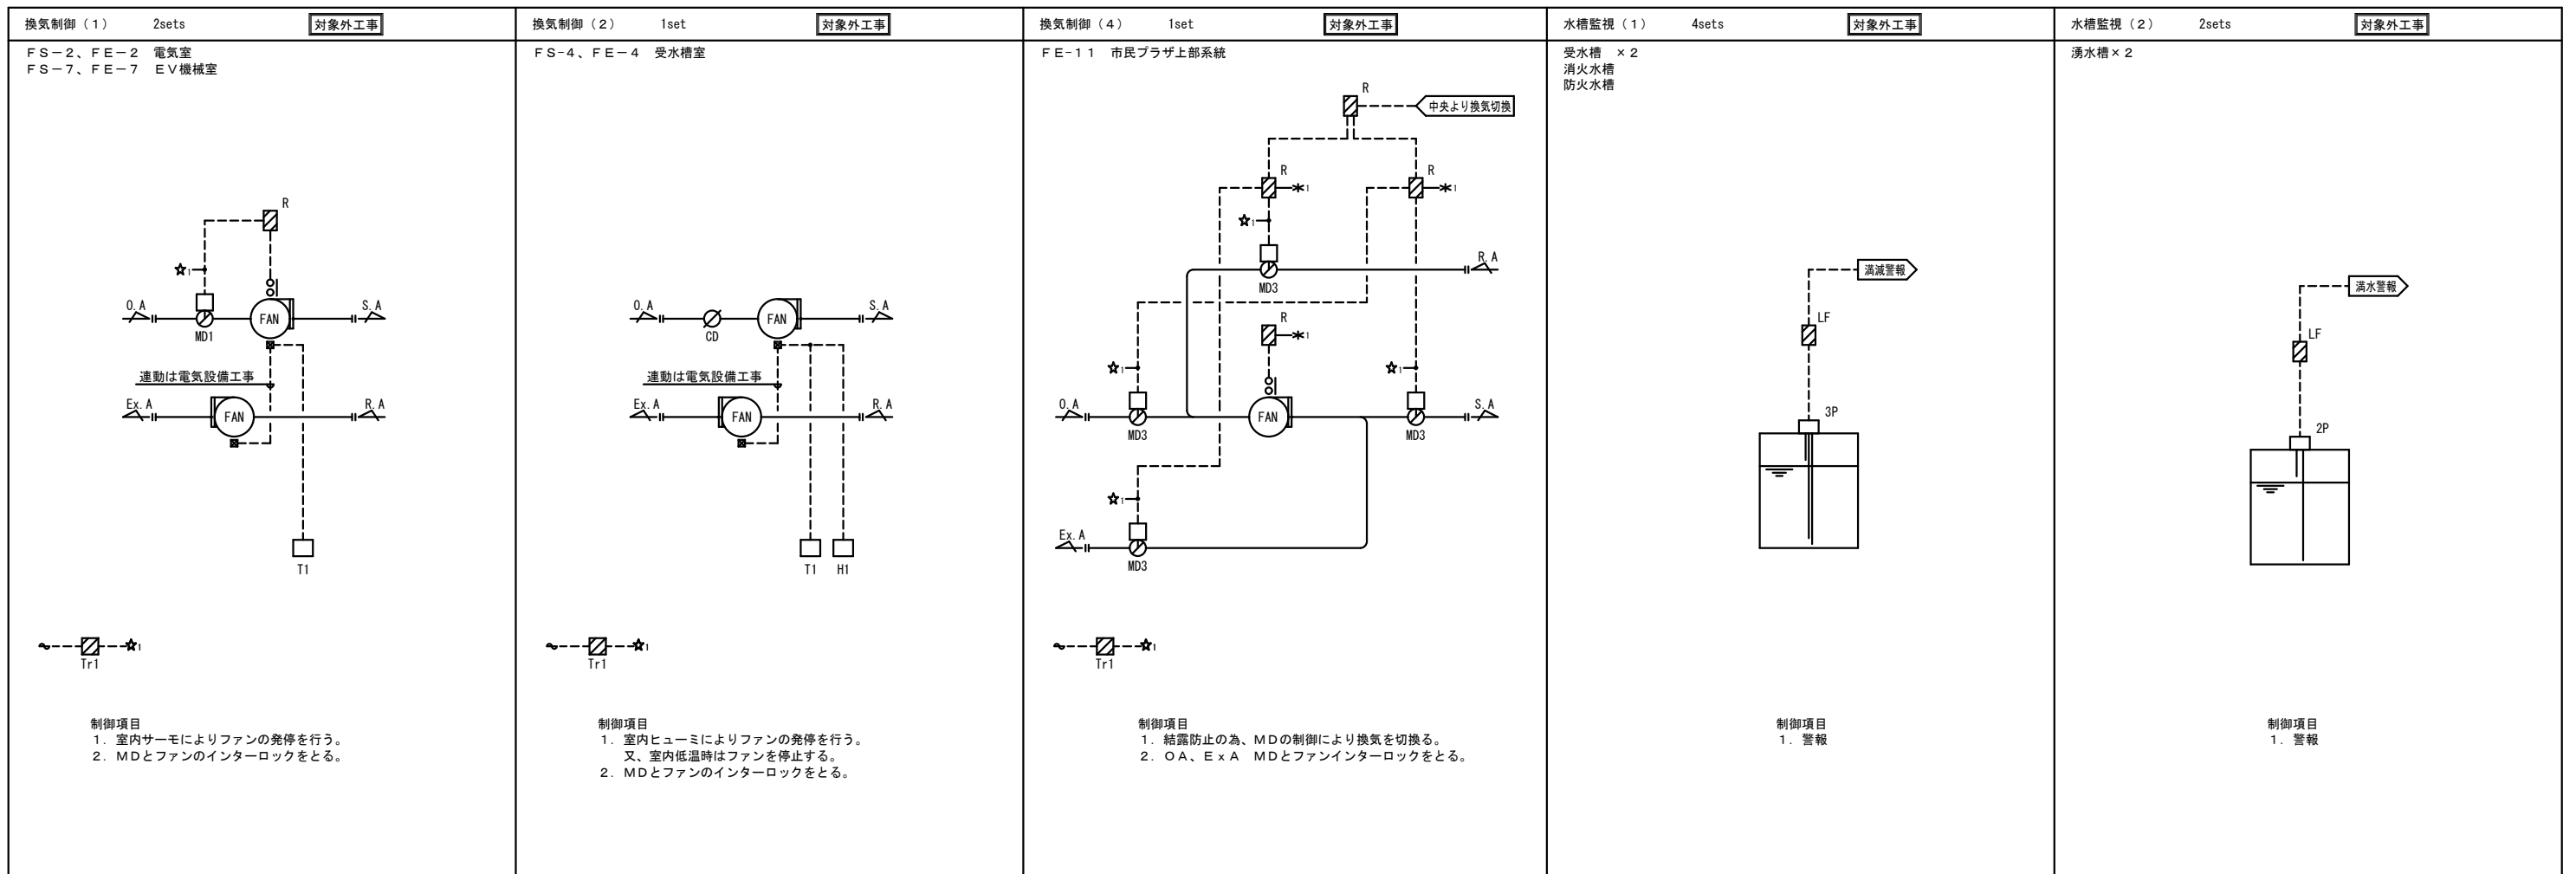 換気制御（１） 2sets 対象外工事
ＦＳ－２、ＦＥ－２ 電気室
ＦＳ－７、ＦＥ－７ ＥＶ機械室
R
☆1
O.A
MD1
FAN
S.A
連動は電気設備工事
Ex.A
FAN
R.A
T1
Tr1
☆1
制御項目
１．室内サーモによりファンの発停を行う。
２．ＭＤとファンのインターロックをとる。
換気制御（２） 1set 対象外工事
ＦＳ-４、ＦＥ－４ 受水槽室
O.A
CD
FAN
S.A
連動は電気設備工事
Ex.A
FAN
R.A
T1 H1
Tr1
☆1
制御項目
１．室内ヒューミによりファンの発停を行う。
又、室内低温時はファンを停止する。
２．ＭＤとファンのインターロックをとる。
換気制御（４） 1set 対象外工事
ＦＥ-１１ 市民プラザ上部系統
R
中央より換気切換
R
*1
R
*1
☆1
MD3
R.A
R
*1
☆1
☆1
O.A
MD3
FAN
MD3
S.A
☆1
Ex.A
MD3
Tr1
☆1
制御項目
１．結露防止の為、ＭＤの制御により換気を切換る。
２．ＯＡ、ＥｘＡ ＭＤとファンインターロックをとる。
水槽監視（１） 4sets 対象外工事
受水槽 ×２
消火水槽
防火水槽
満減警報
LF
3P
制御項目
１．警報
水槽監視（２） 2sets 対象外工事
湧水槽×２
満水警報
LF
2P
制御項目
１．警報